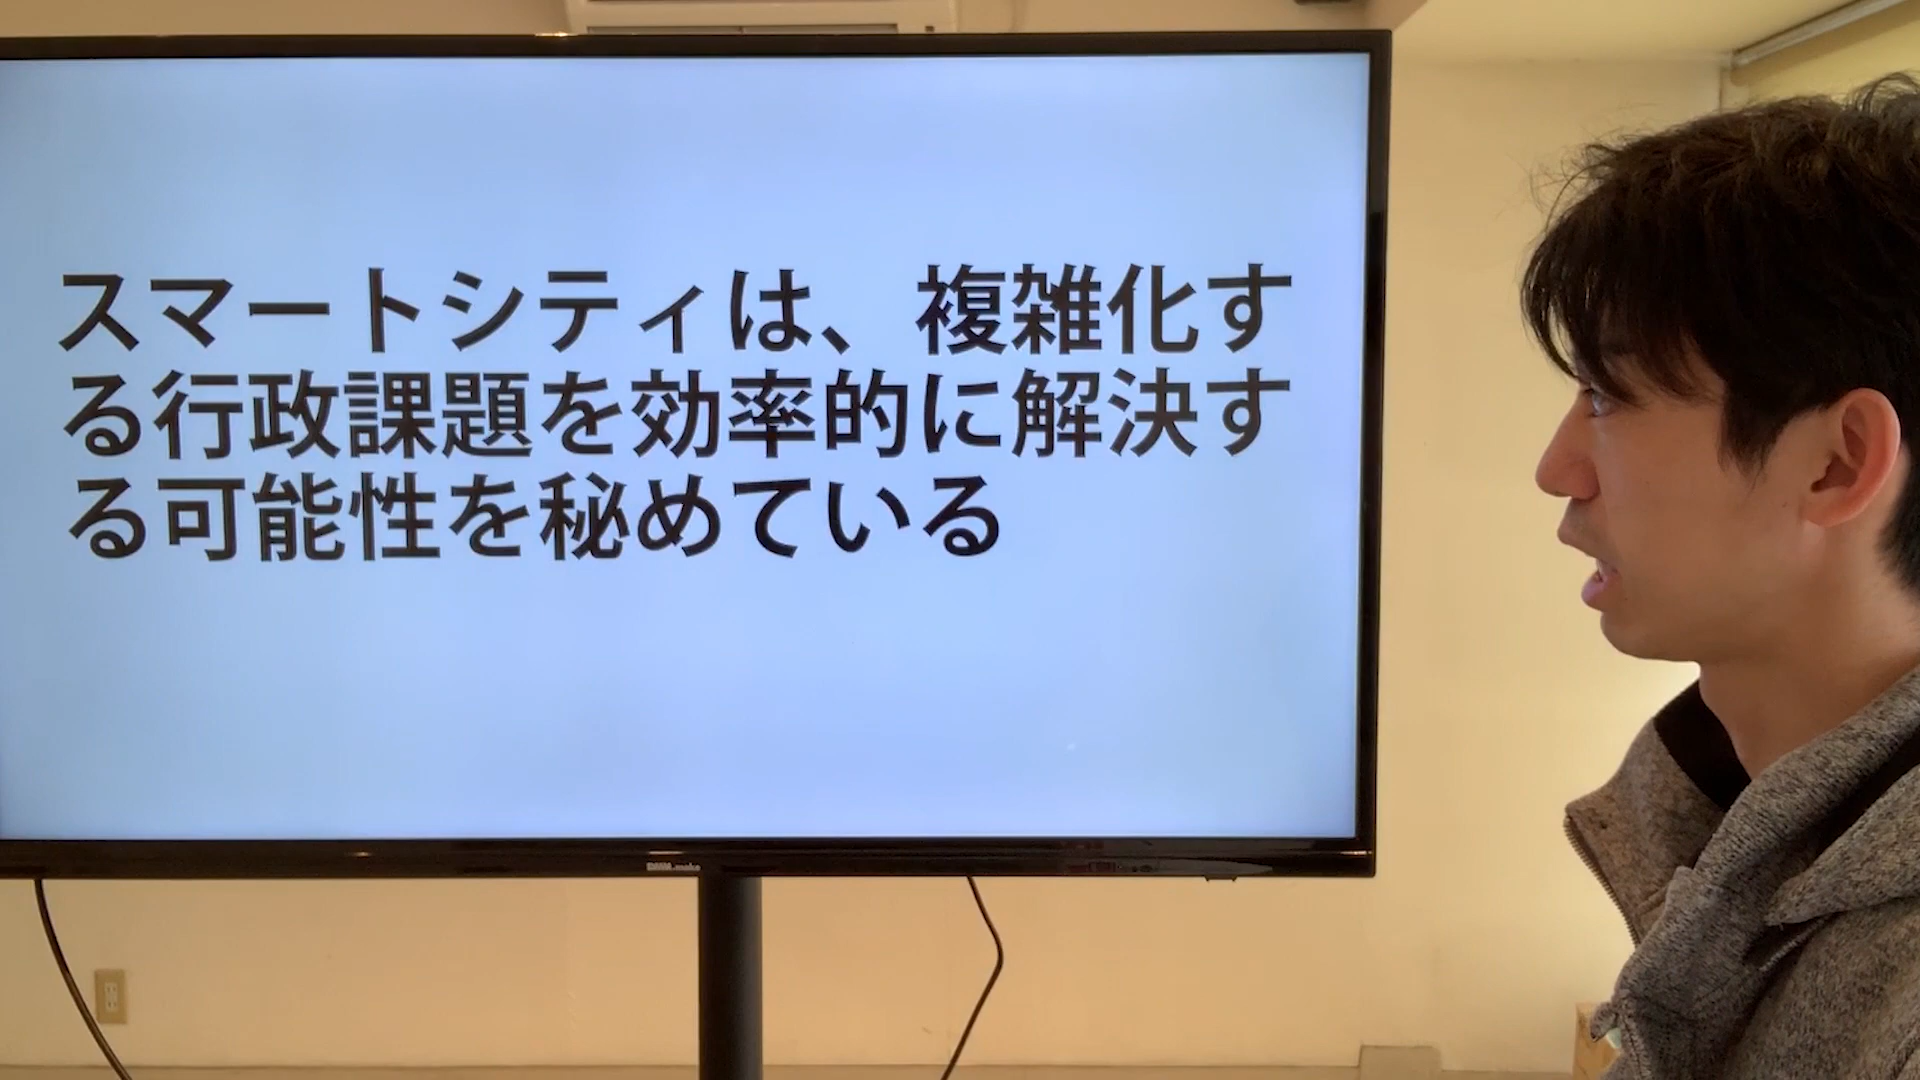 スマートシティは、複雑化す
る行政課題を効率的に解決す
る可能性を秘めている